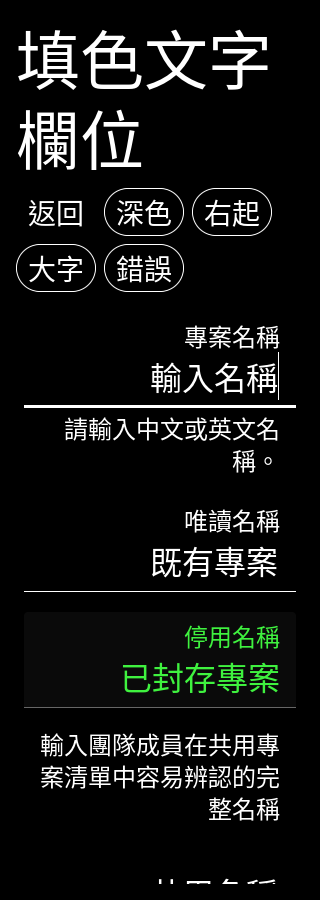 填色文字
欄位
返回 深色 右起
大字 錯誤
專案名稱
輸入名稱
請輸入中文或英文名
稱。
唯讀名稱
既有專案
停用名稱
已封存專案
輸入團隊成員在共用專
案清單中容易辨認的完
整名稱